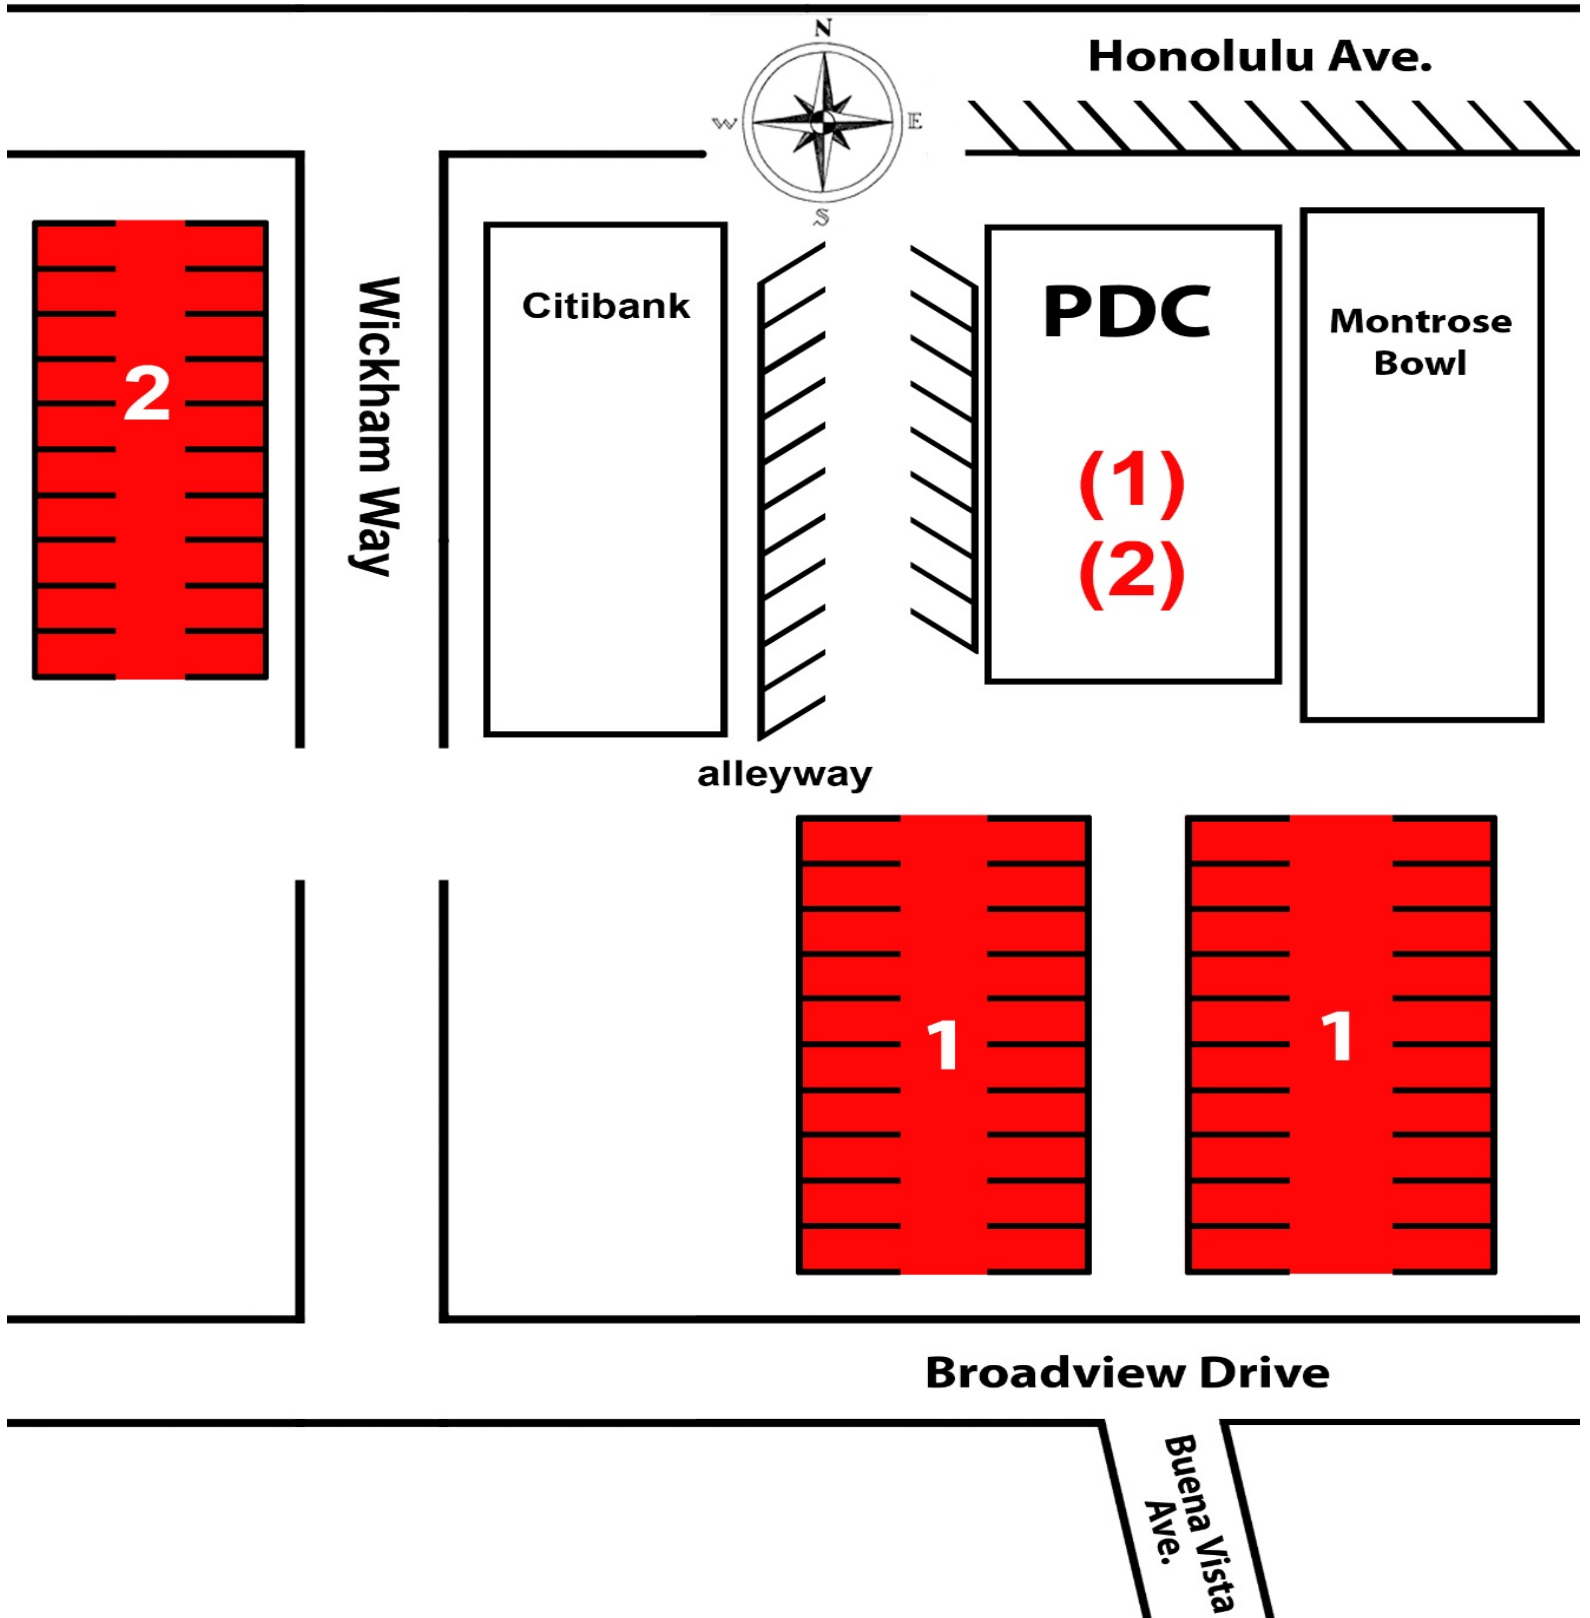 N
Honolulu Ave.
W
E
S
Citibank
PDC
Montrose
Bowl
2
Wickham Way
(1)
(2)
alleyway
1
1
Broadview Drive
Buena Vista
Ave.